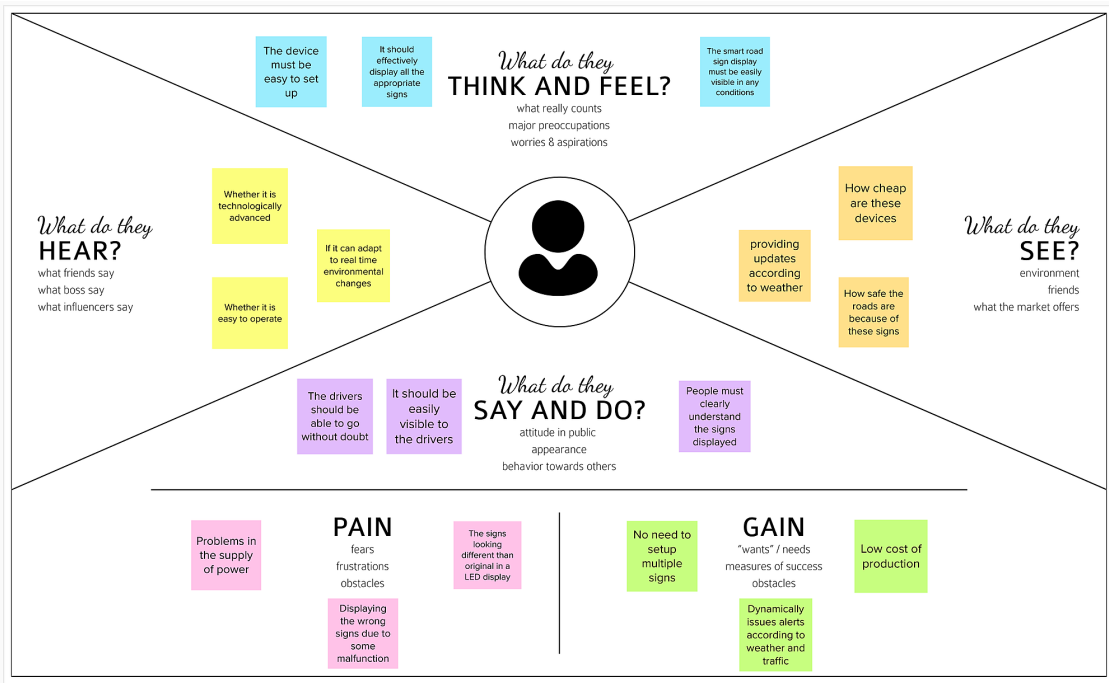 The device
must be
easy to set
up
It should
effectively
display all the
appropriate
signs
What do they
THINK AND FEEL?
what really counts
major preoccupations
worries & aspirations
The smart road
sign display
must be easily
visible in any
conditions
What do they
HEAR?
what friends say
what boss say
what influencers say
Whether it is
technologically
advanced
If it can adapt
to real time
environmental
changes
Whether it is
easy to operate
How cheap
are these
devices
providing
updates
according
to weather
How safe the
roads are
because of
these signs
What do they
SEE?
environment
friends
what the market offers
The drivers
should be
able to go
without doubt
It should be
easily
visible to
the drivers
What do they
SAY AND DO?
attitude in public
appearance
behavior towards others
People must
clearly
understand
the signs
displayed
Problems in
the supply
of power
PAIN
fears
frustrations
obstacles
The signs
looking
different than
original in a
LED display
Displaying
the wrong
signs due to
some
malfunction
No need to
setup
multiple
signs
GAIN
"wants" / needs
measures of success
obstacles
Low cost of
production
Dynamically
issues alerts
according to
weather and
traffic